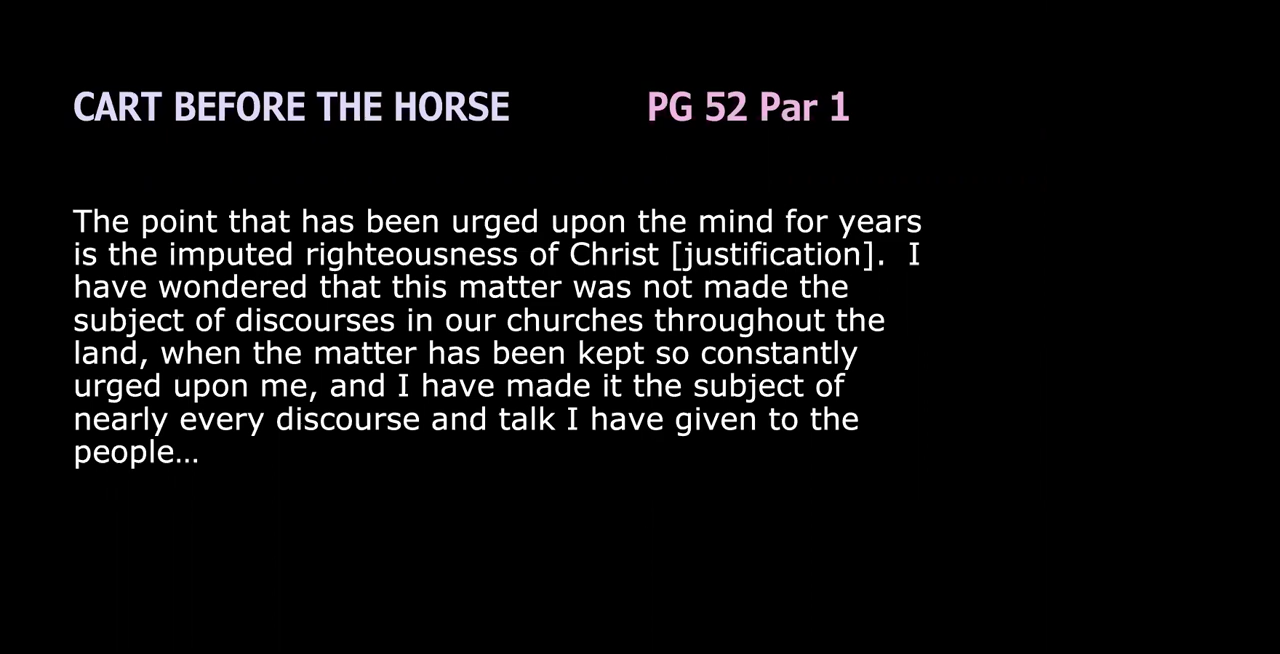 CART BEFORE THE HORSE PG 52 Par 1
The point that has been urged upon the mind for years
is the imputed righteousness of Christ [justification].  I
have wondered that this matter was not made the
subject of discourses in our churches throughout the
land, when the matter has been kept so constantly
urged upon me, and I have made it the subject of
nearly every discourse and talk I have given to the
people…